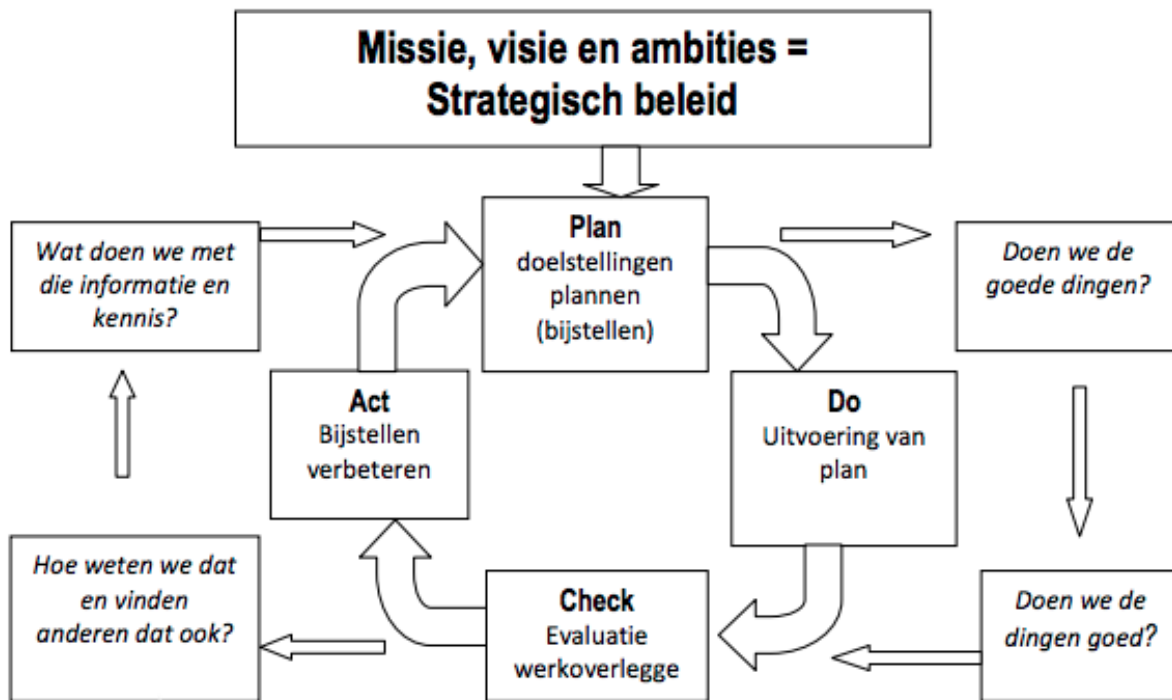 Missie, visie en ambities =
Strategisch beleid
Plan
doelstellingen
plannen
(bijstellen)
Wat doen we met
die informatie en
kennis?
Doen we de
goede dingen?
Act
Bijstellen
verbeteren
Do
Uitvoering van
plan
Hoe weten we dat
en vinden
anderen dat ook?
Check
Evaluatie
werkoverlegge
Doen we de
dingen goed?